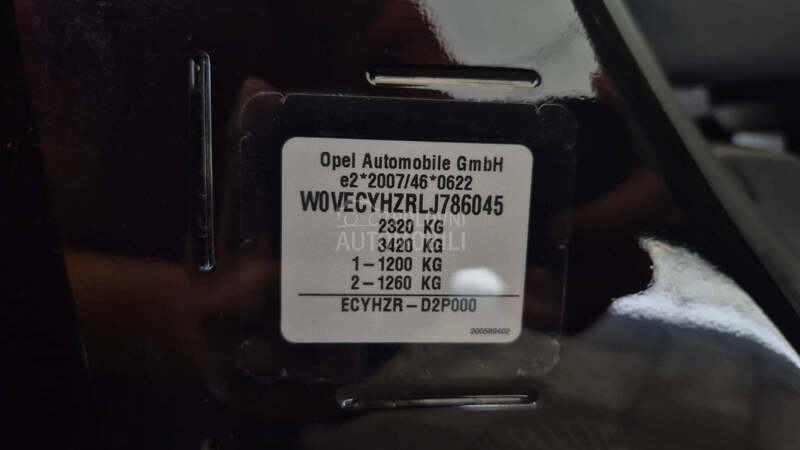 Opel Automobile GmbH
e2*2007/46*0622
W0VECYHZRLJ786045
2320 KG
3420 KG
1-1200 KG
2-1260 KG
ECYHZR-D2P000
200589402
AUTOMOBILI